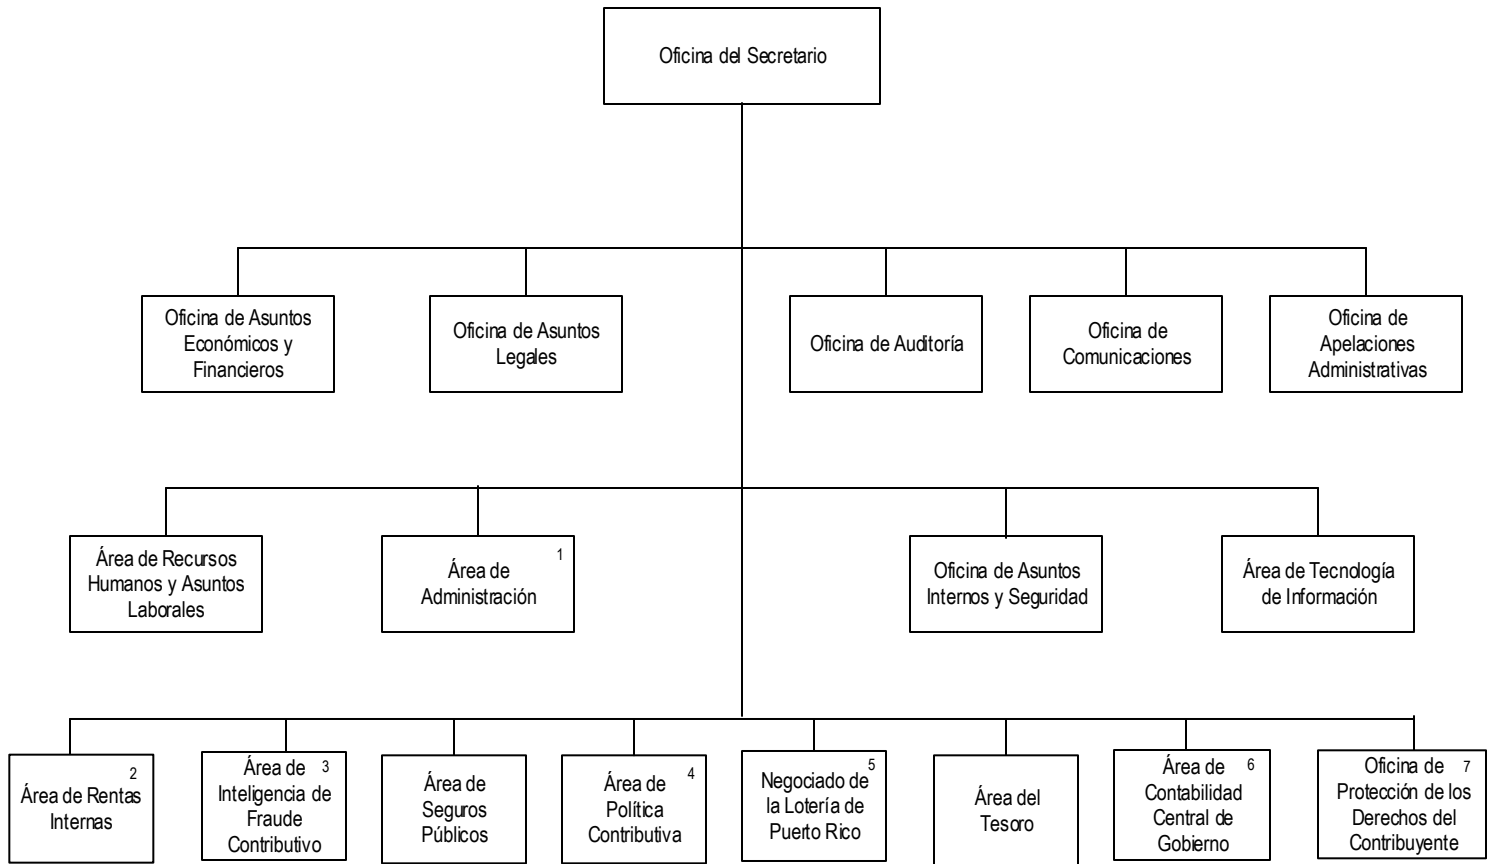 Oficina del Secretario
Oficina de Asuntos
Económicos y
Financieros
Oficina de Asuntos
Legales
Oficina de Auditoría
Oficina de
Comunicaciones
Oficina de
Apelaciones
Administrativas
Área de Recursos
Humanos y Asuntos
Laborales
1
Área de
Administración
Oficina de Asuntos
Internos y Seguridad
Área de Tecnología
de Información
2
Área de Rentas
Internas
Área de 3
Inteligencia de
Fraude
Contributivo
Área de
Seguros
Públicos
4
Área de
Política
Contributiva
5
Negociado de
la Lotería de
Puerto Rico
Área del
Tesoro
Área de 6
Contabilidad
Central de
Gobierno
Oficina de 7
Protección de los
Derechos del
Contribuyente